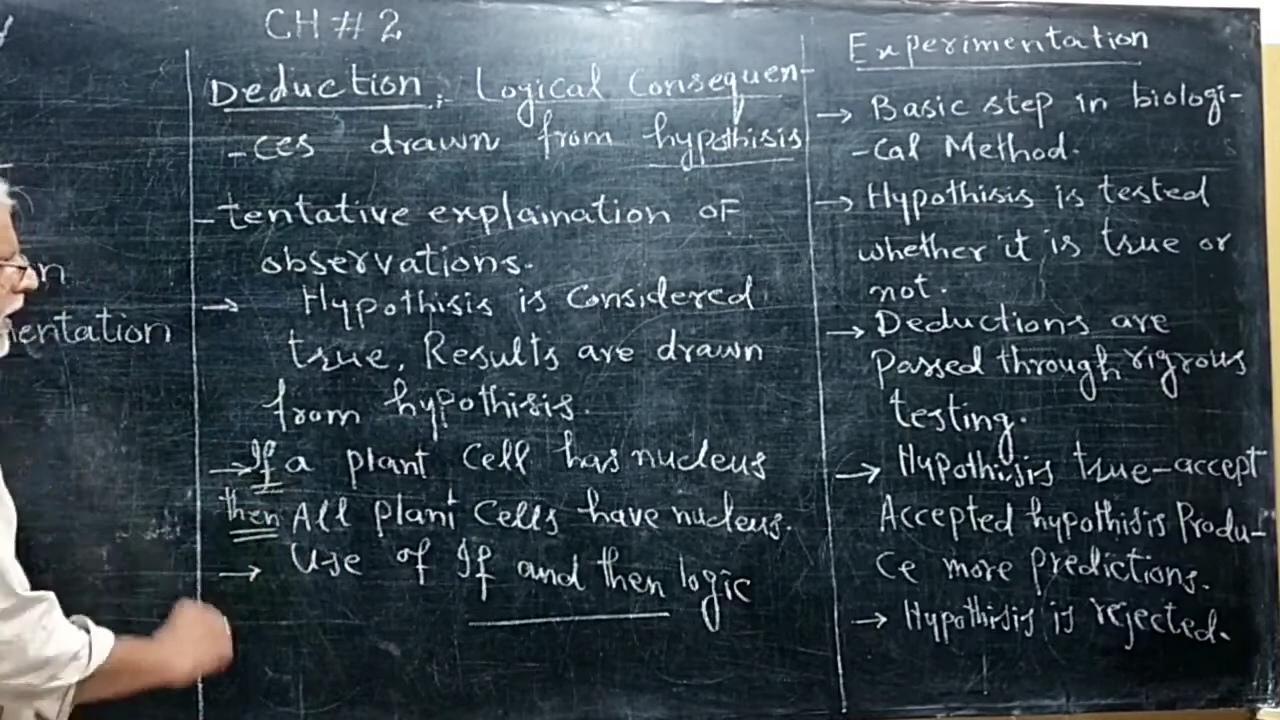 CH # 2
on
mentation
Deduction: Logical Consequen-
-ces drawn from hypothisis
-tentative explaination OF
observations.
→ Hypothisis is Considered
true, Results are drawn
from hypothisis.
→ If a plant Cell has nucleus
then All plant Cells have nucleus.
→ Use of If and then logic
Experimentation
→ Basic step in biologi-
-Cal Method.
→ Hypothisis is tested
whether it is true or
not.
→ Deductions are
Passed through rigrous
testing.
→ Hypothisis true-accept
Accepted hypothisis Produ-
ce more predictions.
→ Hypothisis is rejected.